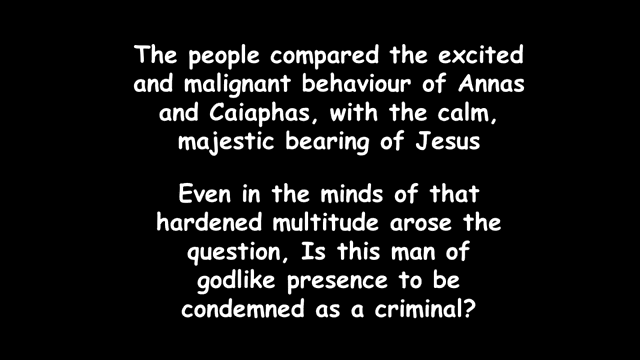 The people compared the excited
and malignant behaviour of Annas
and Caiaphas, with the calm,
majestic bearing of Jesus
Even in the minds of that
hardened multitude arose the
question, Is this man of
godlike presence to be
condemned as a criminal?